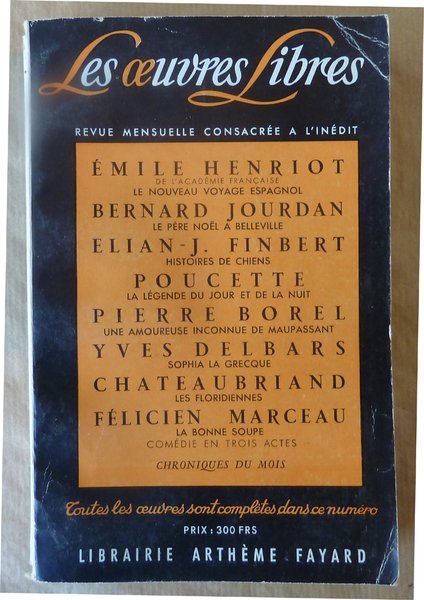 Les œuvres Libres
REVUE MENSUELLE CONSACRÉE A L'INÉDIT
ÉMILE HENRIOT
DE L'ACADÉMIE FRANÇAISE
LE NOUVEAU VOYAGE ESPAGNOL
BERNARD JOURDAN
LE PÈRE NOËL A BELLEVILLE
ELIAN-J. FINBERT
HISTOIRES DE CHIENS
POUCETTE
LA LÉGENDE DU JOUR ET DE LA NUIT
PIERRE BOREL
UNE AMOUREUSE INCONNUE DE MAUPASSANT
YVES DELBARS
SOPHIA LA GRECQUE
CHATEAUBRIAND
LES FLORIDIENNES
FÉLICIEN MARCEAU
LA BONNE SOUPE
COMÉDIE EN TROIS ACTES
CHRONIQUES DU MOIS
Toutes les œuvres sont complètes dans ce numéro
PRIX : 300 FRS
LIBRAIRIE ARTHÈME FAYARD